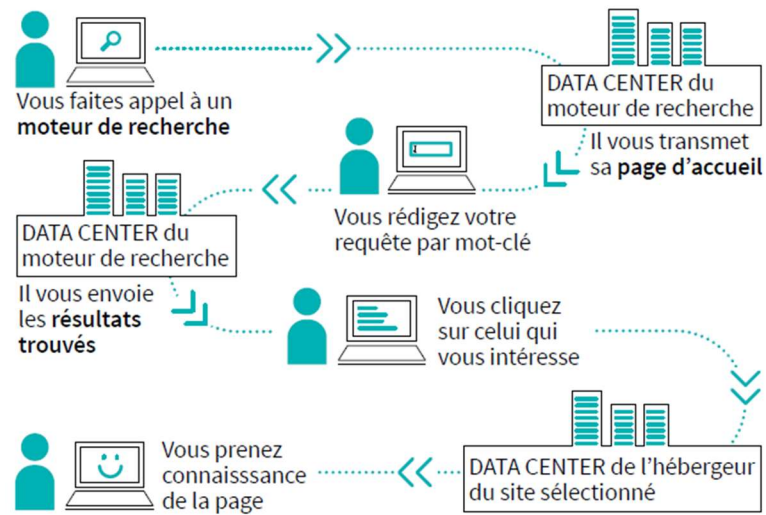 Vous faites appel à un
moteur de recherche
DATA CENTER du
moteur de recherche
Il vous transmet
sa page d'accueil
Vous rédigez votre
requête par mot-clé
DATA CENTER du
moteur de recherche
Il vous envoie
les résultats
trouvés
Vous cliquez
sur celui qui
vous intéresse
DATA CENTER de l'hébergeur
du site sélectionné
Vous prenez
connaisssance
de la page